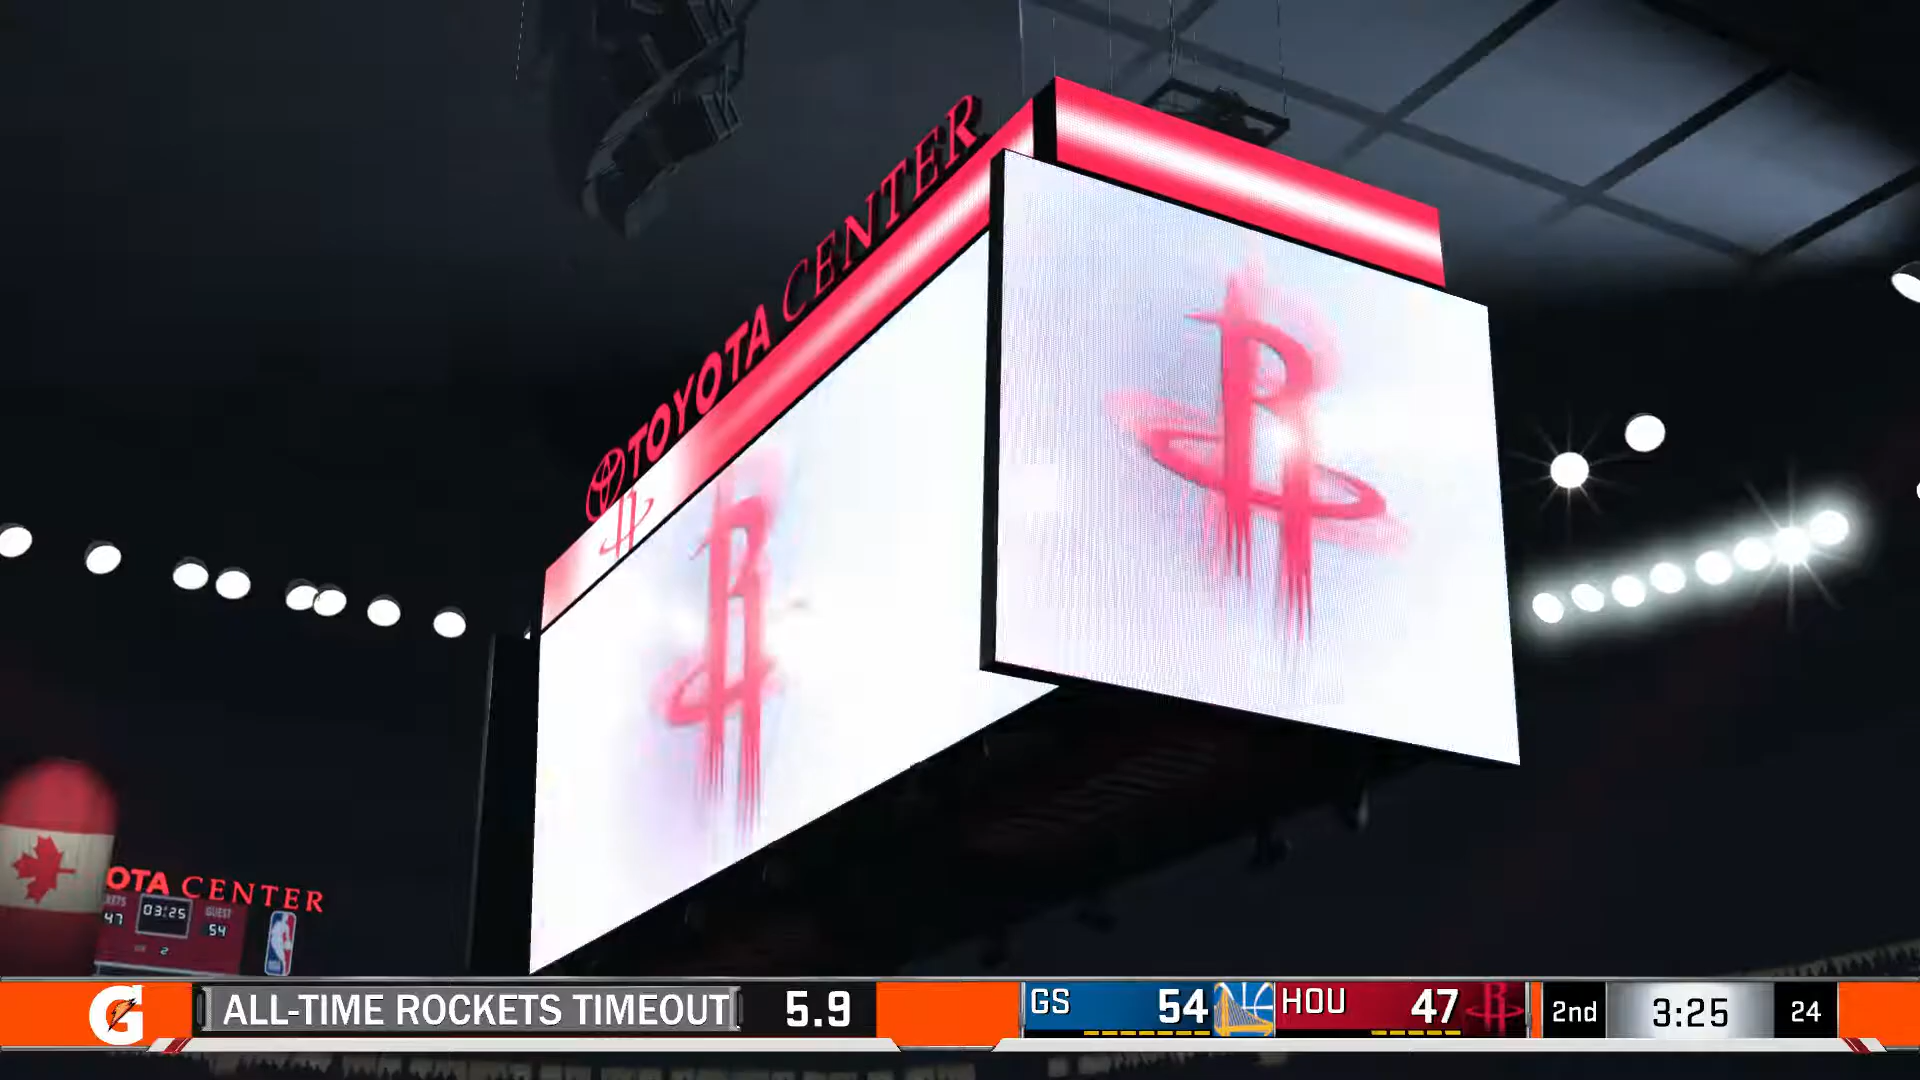 TOYOTA CENTER
OTA CENTER
47
03:25
GUEST
54
2
G
ALL-TIME ROCKETS TIMEOUT 5.9
GS 54 HOU 47 2nd 3:25 24